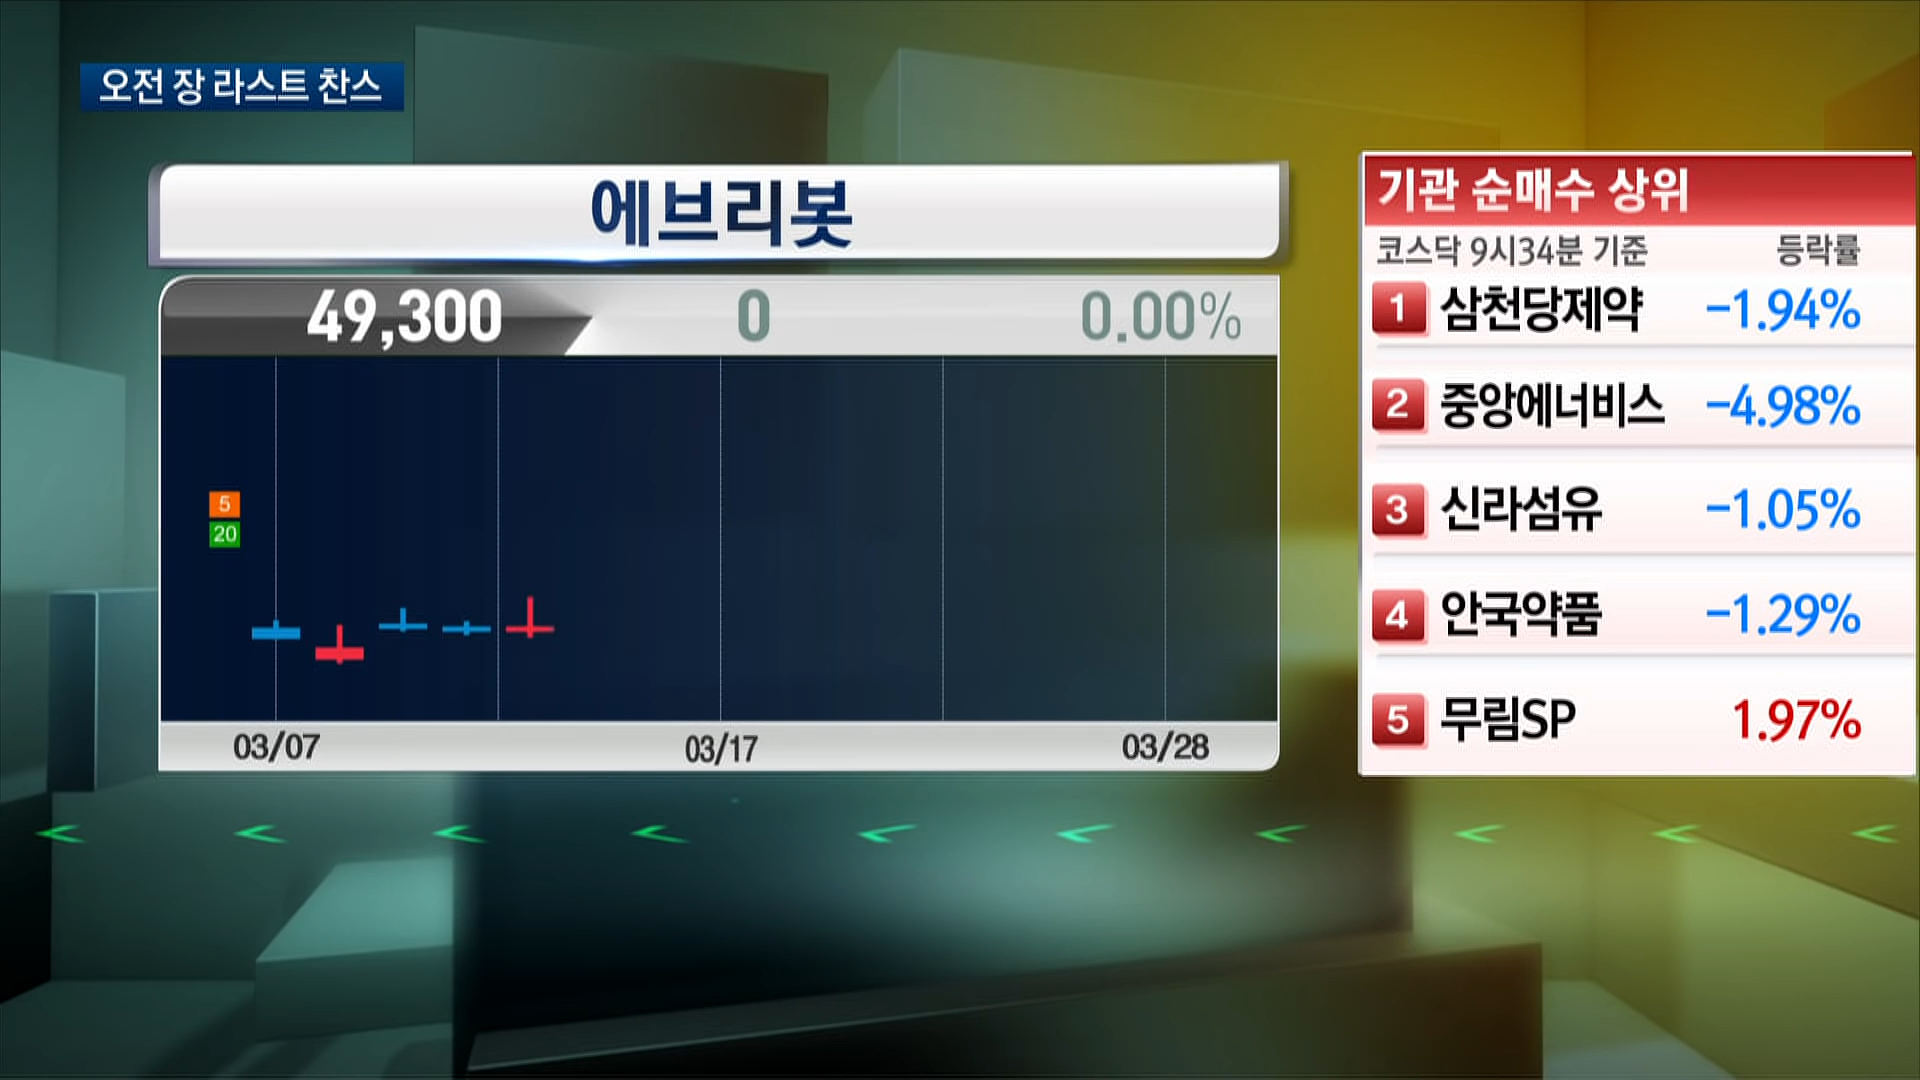 오전 장 라스트 찬스
에브리봇
49,300 0 0.00%
5
20
03/07 03/17 03/28
기관 순매수 상위
코스닥 9시34분 기준 등락률
1 삼천당제약 -1.94%
2 중앙에너비스 -4.98%
3 신라섬유 -1.05%
4 안국약품 -1.29%
5 무림SP 1.97%